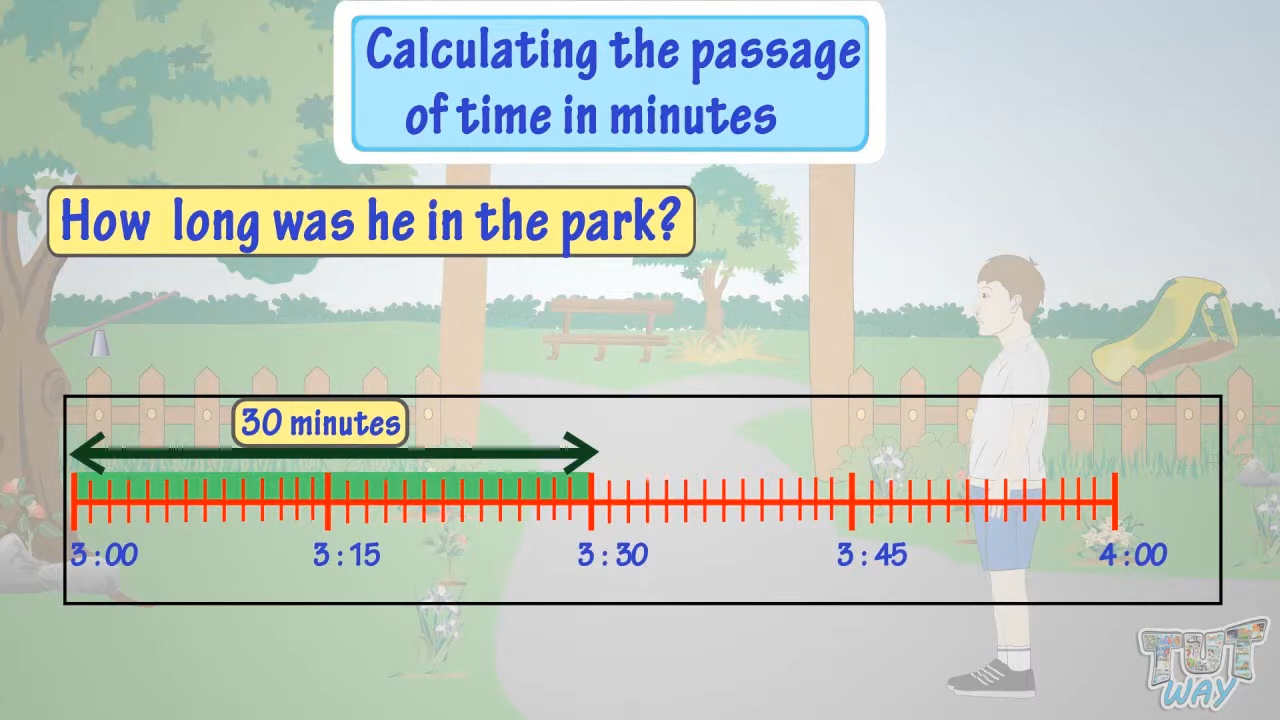 Calculating the passage
of time in minutes
How long was he in the park?
30 minutes
3:00 3:15 3:30 3:45 4:00
TUT
WAY